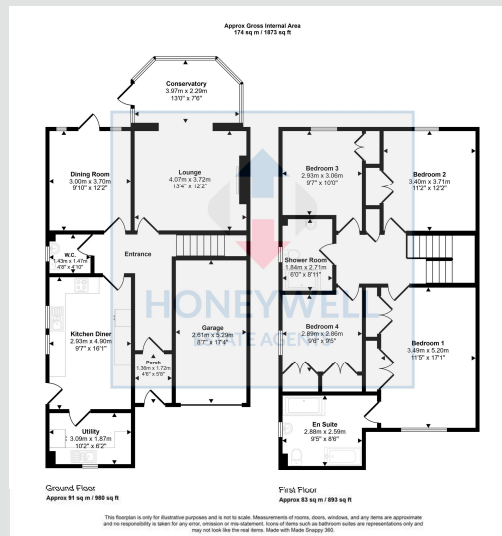 Approx Gross Internal Area
174 sq m / 1873 sq ft
Conservatory
3.97m x 2.29m
13'0" x 7'6"
Dining Room
3.00m x 3.70m
9'10" x 12'2"
Lounge
4.07m x 3.72m
13'4" x 12'2"
W.C.
1.43m x 1.47m
4'8" x 4'10"
Entrance
Kitchen Diner
2.93m x 4.90m
9'7" x 16'1"
Garage
2.61m x 5.29m
8'7" x 17'4"
Porch
1.36m x 1.72m
4'6" x 5'8"
Utility
3.09m x 1.87m
10'2" x 6'2"
Ground Floor
Approx 91 sq m / 980 sq ft
Bedroom 3
2.93m x 3.06m
9'7" x 10'0"
Bedroom 2
3.40m x 3.71m
11'2" x 12'2"
Shower Room
1.84m x 2.71m
6'0" x 8'11"
Bedroom 4
2.89m x 2.86m
9'6" x 9'5"
Bedroom 1
3.49m x 5.20m
11'5" x 17'1"
En Suite
2.88m x 2.59m
9'5" x 8'6"
First Floor
Approx 83 sq m / 893 sq ft
HONEYWELL
ESTATE AGENTS
This floorplan is only for illustrative purposes and is not to scale. Measurements of rooms, doors, windows, and any items are approximate
and no responsibility is taken for any error, omission or mis-statement. Icons of items such as bathroom suites are representations only and
may not look like the real items. Made with Made Snappy 360.